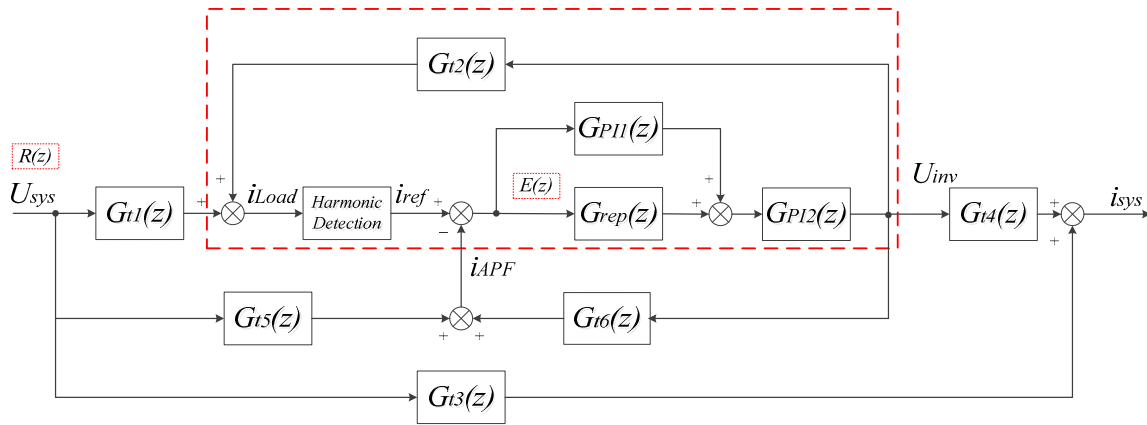 Gt2(z)
GPI1(z)
R(z)
Usys
Gt1(z)
+
+
iLoad
Harmonic
Detection
iref
+
−
E(z)
Grep(z)
+
+
GPI2(z)
Uinv
Gt4(z)
+
+
isys
iAPF
Gt5(z)
+
+
Gt6(z)
Gt3(z)